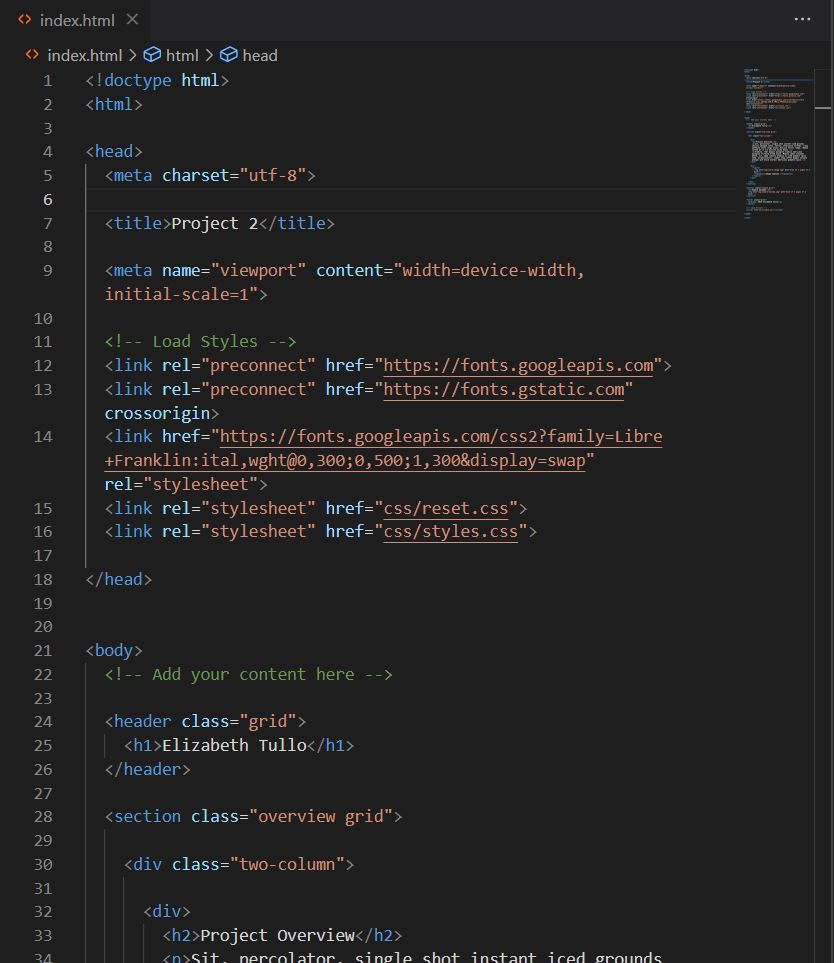 index.html
index.html > html > head
1 <!doctype html>
2 <html>
3
4 <head>
5 <meta charset="utf-8">
6
7 <title>Project 2</title>
8
9 <meta name="viewport" content="width=device-width,
initial-scale=1">
10
11 <!-- Load Styles -->
12 <link rel="preconnect" href="https://fonts.googleapis.com">
13 <link rel="preconnect" href="https://fonts.gstatic.com"
crossorigin>
14 <link href="https://fonts.googleapis.com/css2?family=Libre
+Franklin:ital,wght@0,300;0,500;1,300&display=swap"
rel="stylesheet">
15 <link rel="stylesheet" href="css/reset.css">
16 <link rel="stylesheet" href="css/styles.css">
17
18 </head>
19
20
21 <body>
22 <!-- Add your content here -->
23
24 <header class="grid">
25 <h1>Elizabeth Tullo</h1>
26 </header>
27
28 <section class="overview grid">
29
30 <div class="two-column">
31
32 <div>
33 <h2>Project Overview</h2>
34 <p>Sit, percolator, single shot instant iced grounds